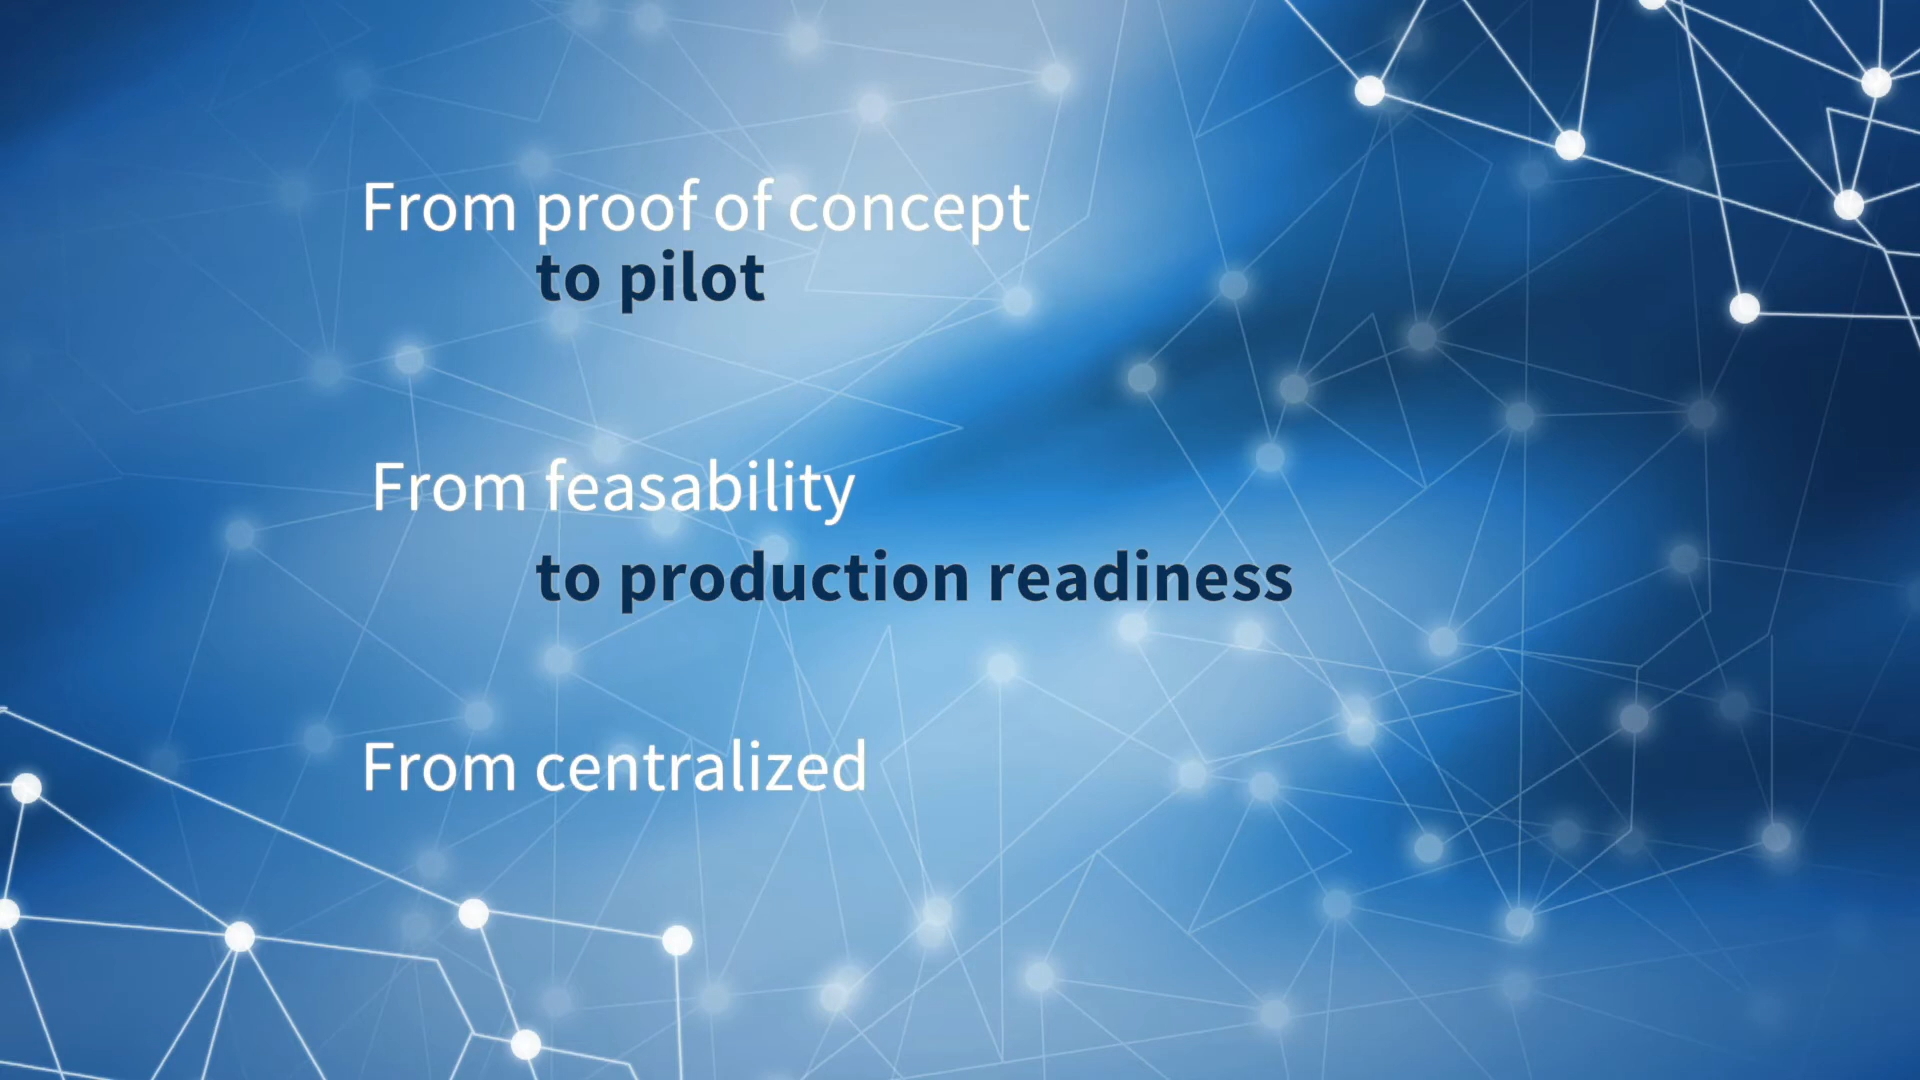 From proof of concept
to pilot
From feasability
to production readiness
From centralized